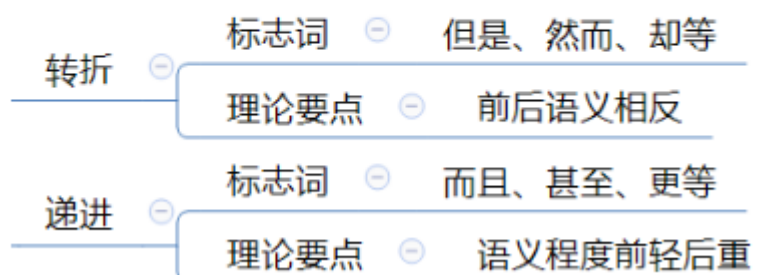 标志词 但是、然而、却等
转折
理论要点 前后语义相反
标志词 而且、甚至、更等
递进
理论要点 语义程度前轻后重